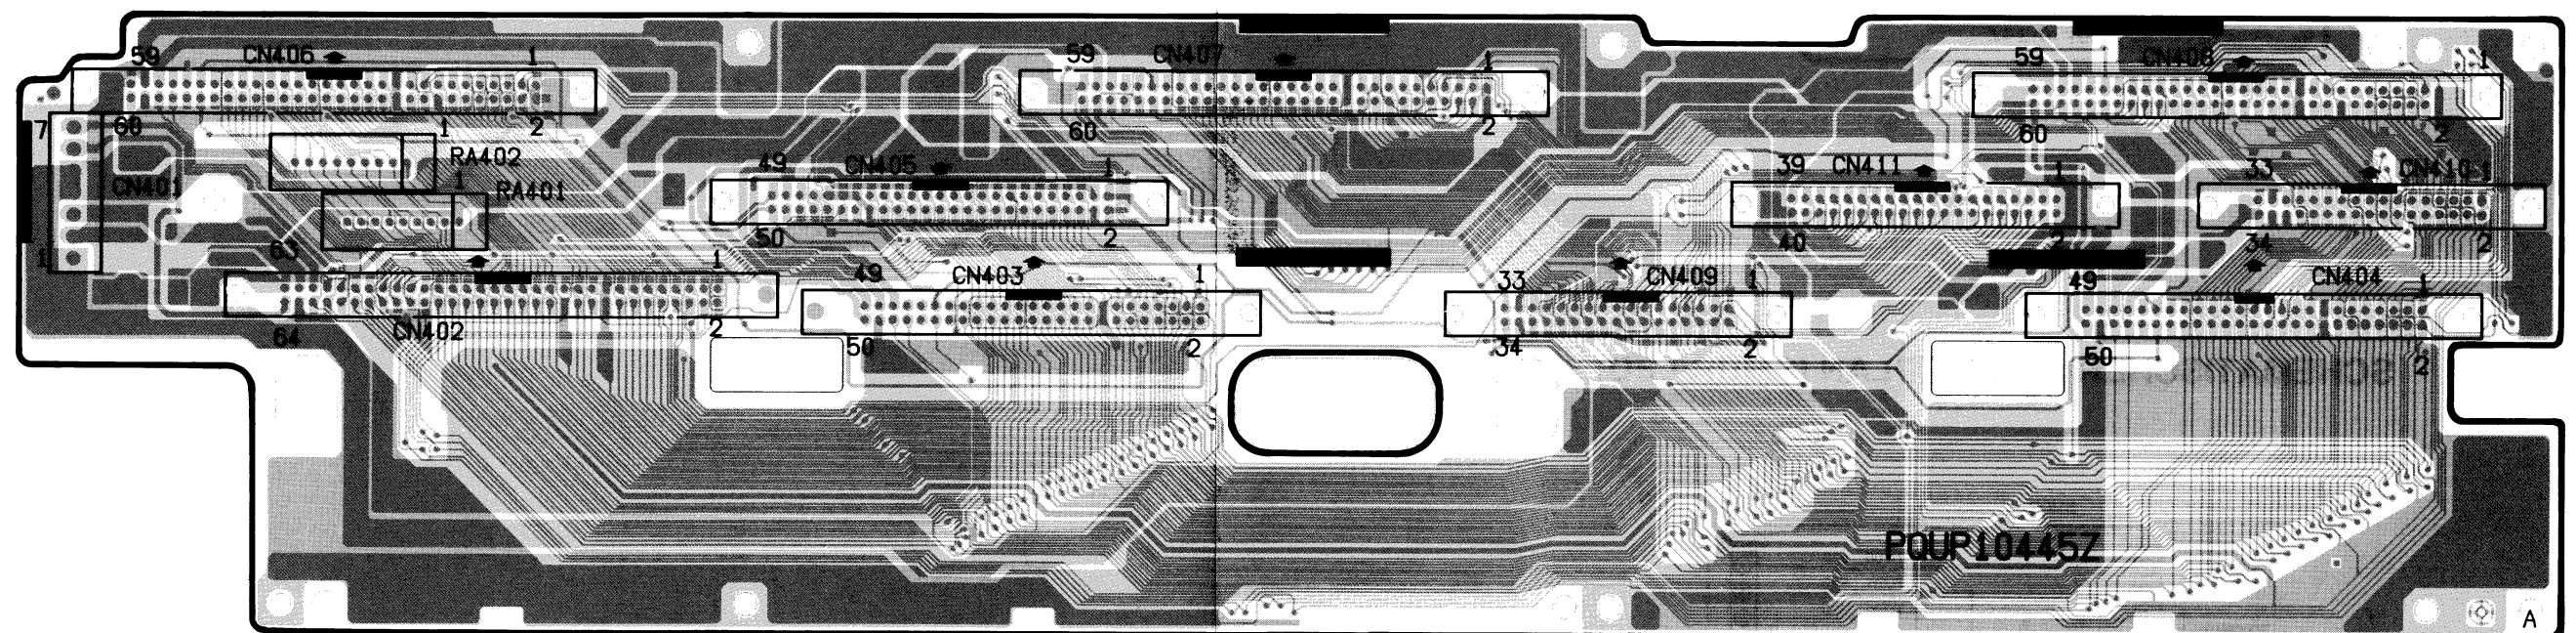 59 CN406 1
59 CN407 1
59 CN408 1
7 60 1 2
60 2
60 2
RA402
CN401
1 RA401
49 CN405 1
39 CN411 1
33 CN410 1
50 2
40 2
34 2
1
63 1
49 CN403 1
33 CN409 1
49 CN404 1
64 CN402 2
50 2
34 2
50 2
PQUP10445Z
A